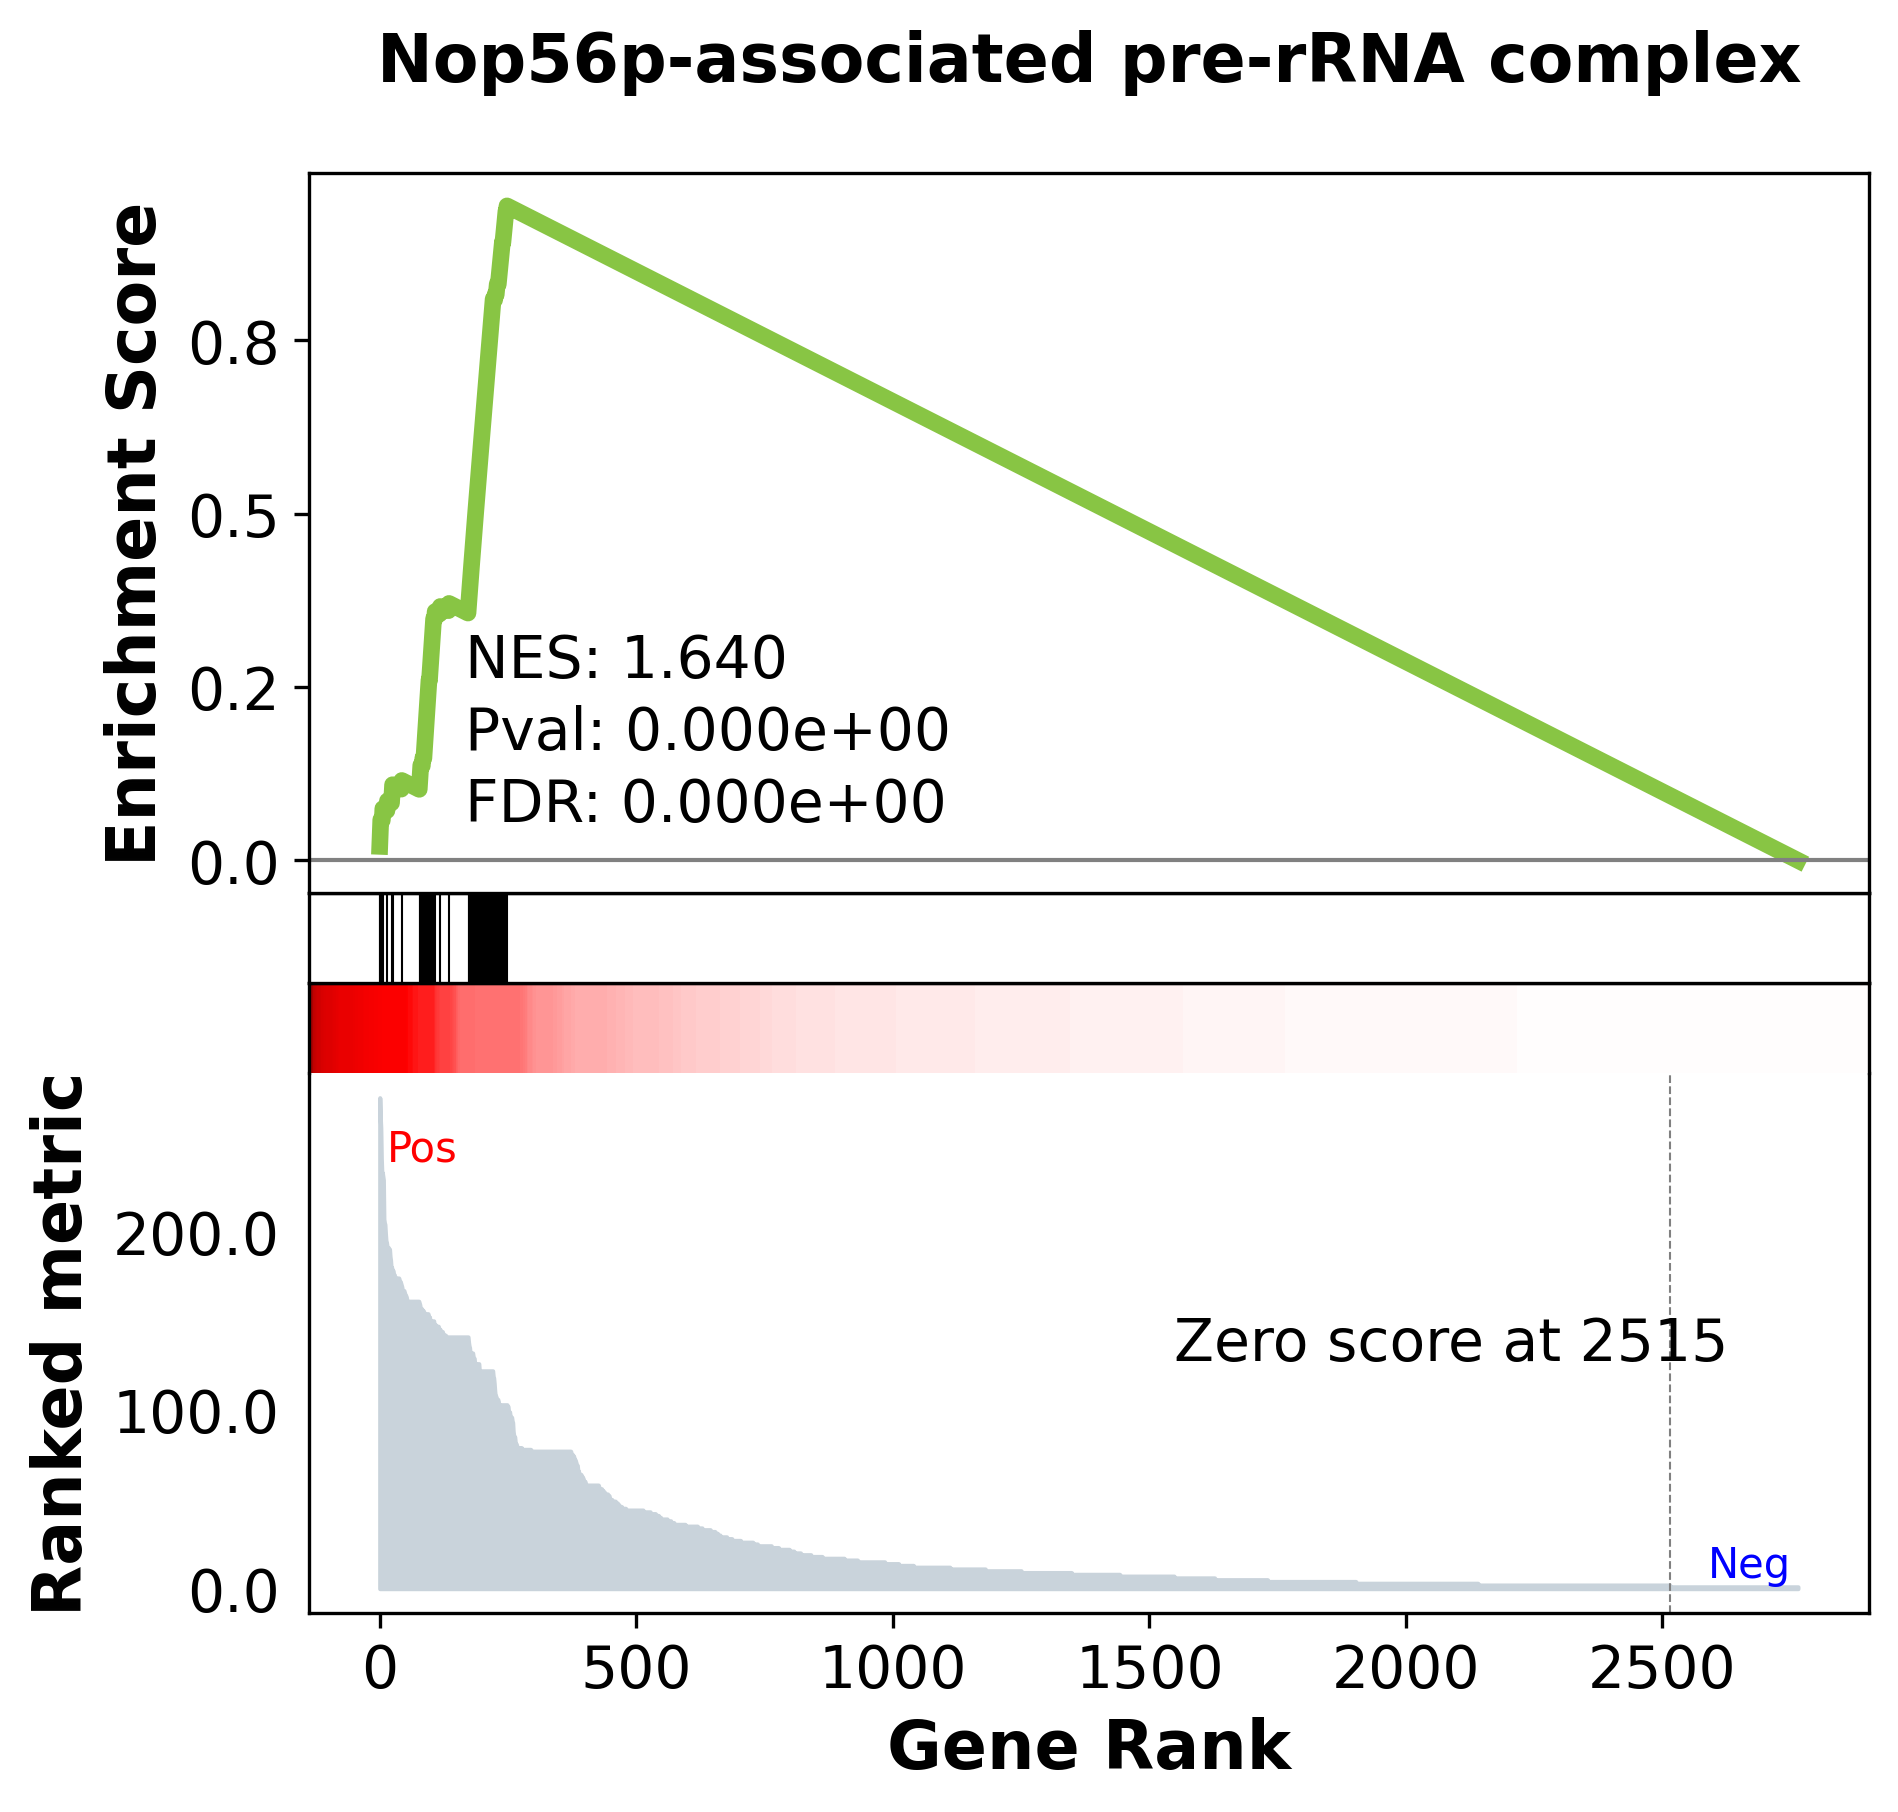 Nop56p-associated pre-rRNA complex
Enrichment Score
0.8
0.5
0.2
0.0
NES: 1.640
Pval: 0.000e+00
FDR: 0.000e+00
Ranked metric
Pos
200.0
100.0
0.0
Zero score at 2515
Neg
0
500
1000
1500
2000
2500
Gene Rank